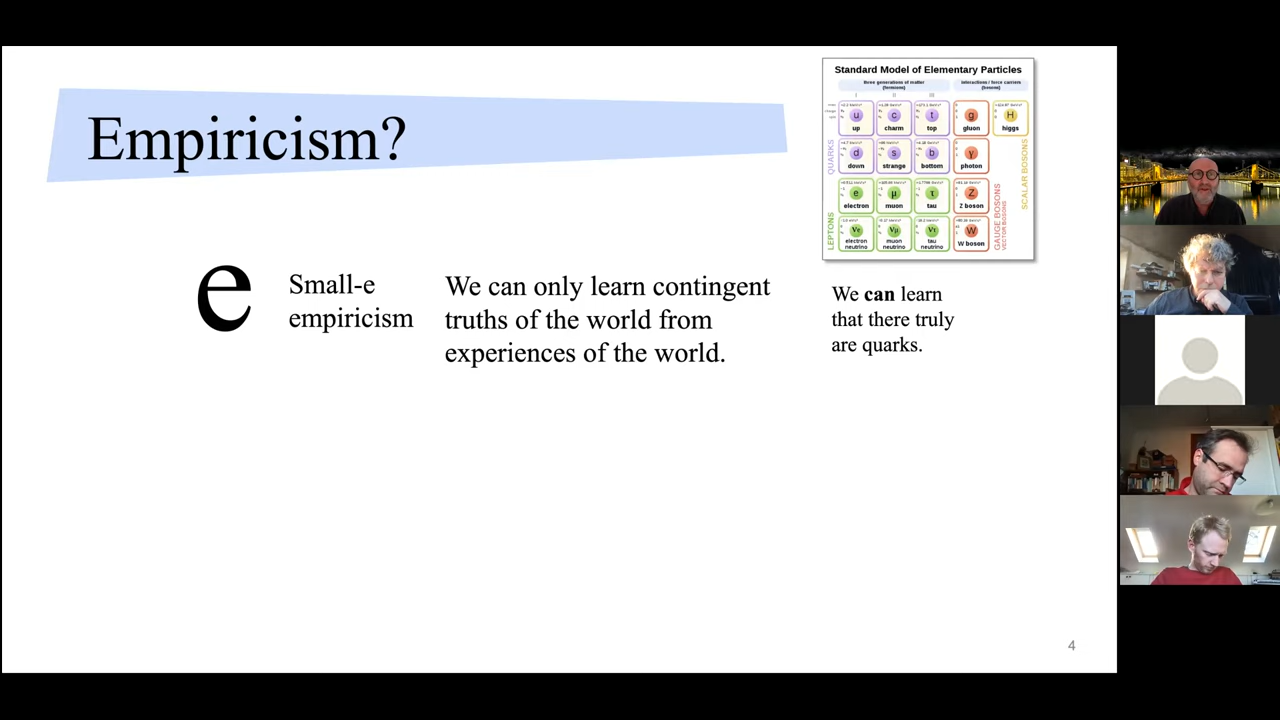 Empiricism?
Standard Model of Elementary Particles
three generations of matter
(fermions)
interactions / force carriers
(bosons)
I II III
u c t g H
up charm top gluon higgs
d s b γ
down strange bottom photon
e μ τ Z
electron muon tau Z boson
νe νμ ντ W
electron neutrino muon neutrino tau neutrino W boson
QUARKS
LEPTONS
GAUGE BOSONS
VECTOR BOSONS
SCALAR BOSONS
e
Small-e
empiricism
We can only learn contingent
truths of the world from
experiences of the world.
We can learn
that there truly
are quarks.
4